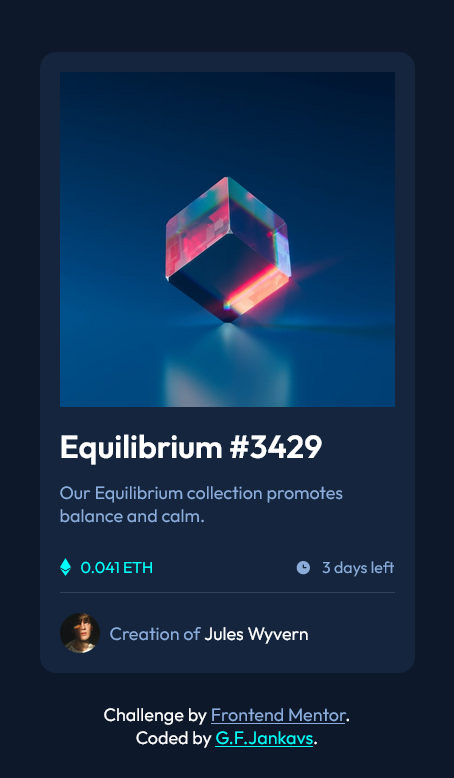 Equilibrium #3429
Our Equilibrium collection promotes
balance and calm.
0.041 ETH
3 days left
Creation of Jules Wyvern
Challenge by Frontend Mentor.
Coded by G.F.Jankavs.